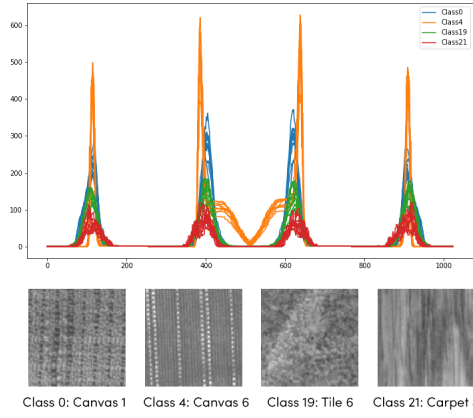 Class0
Class4
Class19
Class21
600
500
400
300
200
100
0
0 200 400 600 800 1000
Class 0: Canvas 1 Class 4: Canvas 6 Class 19: Tile 6 Class 21: Carpet